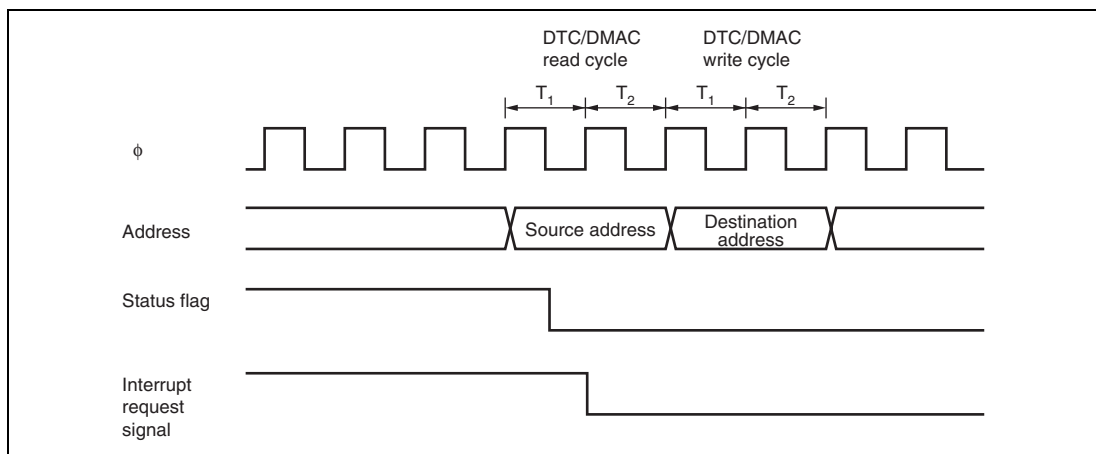 DTC/DMAC DTC/DMAC
read cycle write cycle
T1 T2 T1 T2
ϕ
Address Source address Destination
address
Status flag
Interrupt
request
signal